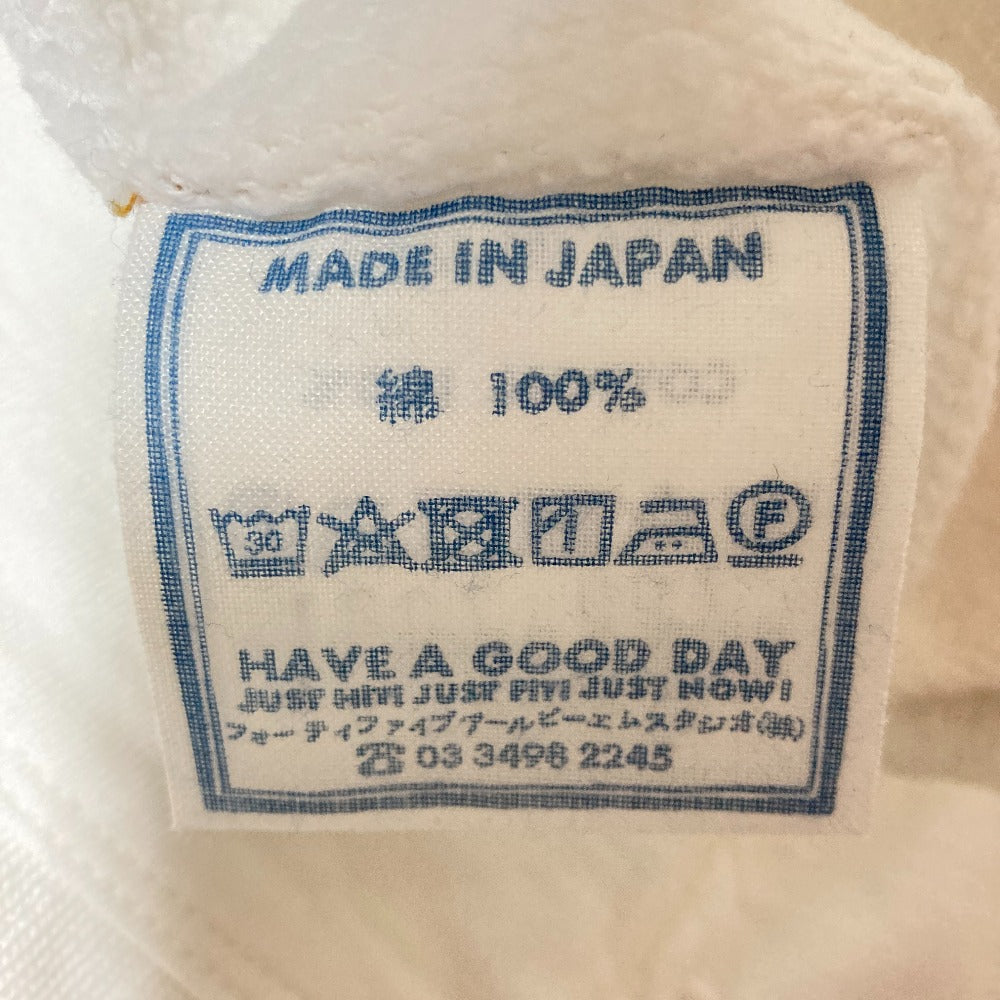 MADE IN JAPAN
綿 100%
30 F
HAVE A GOOD DAY
JUST HIT! JUST FIT! JUST NOW!
フォーティファイブアールピーエムスタジオ(株)
☎ 03 3498 2245